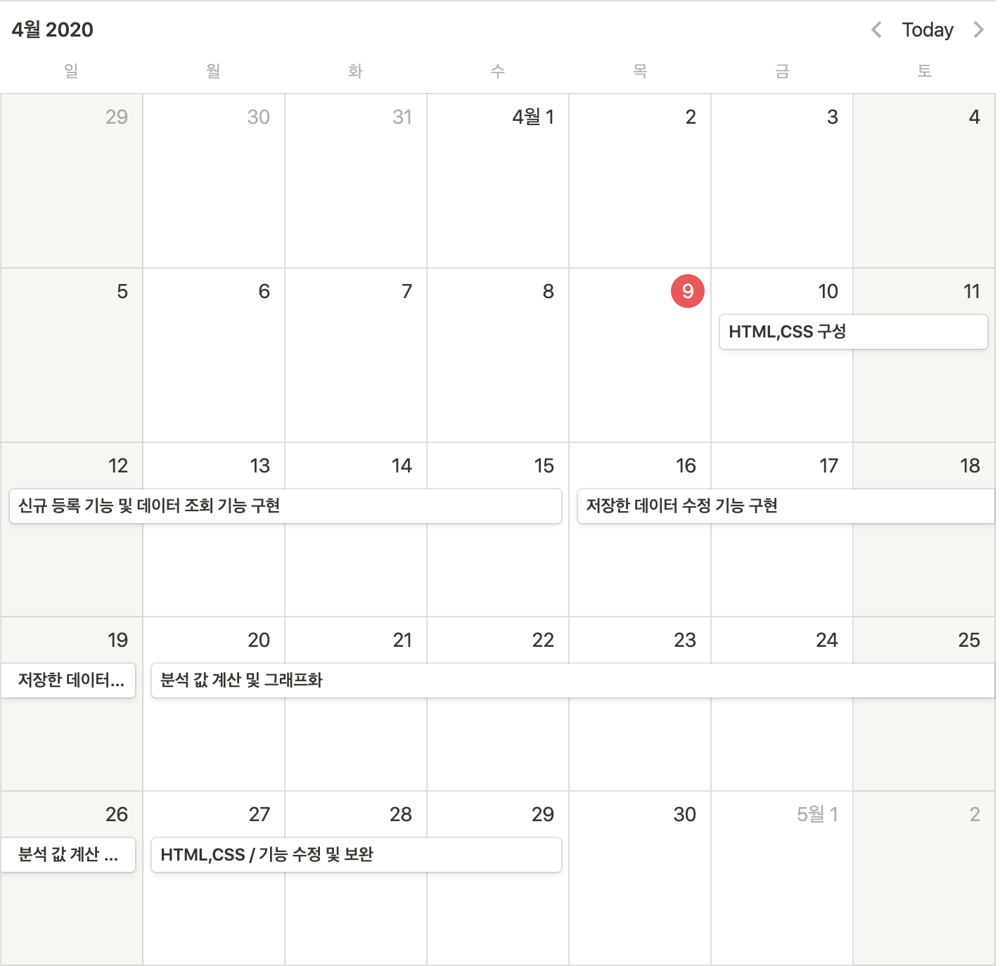 4월 2020
Today
일 월 화 수 목 금 토
29 30 31 4월 1 2 3 4
5 6 7 8 9 10 11
HTML,CSS 구성
12 13 14 15 16 17 18
신규 등록 기능 및 데이터 조회 기능 구현 저장한 데이터 수정 기능 구현
19 20 21 22 23 24 25
저장한 데이터... 분석 값 계산 및 그래프화
26 27 28 29 30 5월 1 2
분석 값 계산 ... HTML,CSS / 기능 수정 및 보완